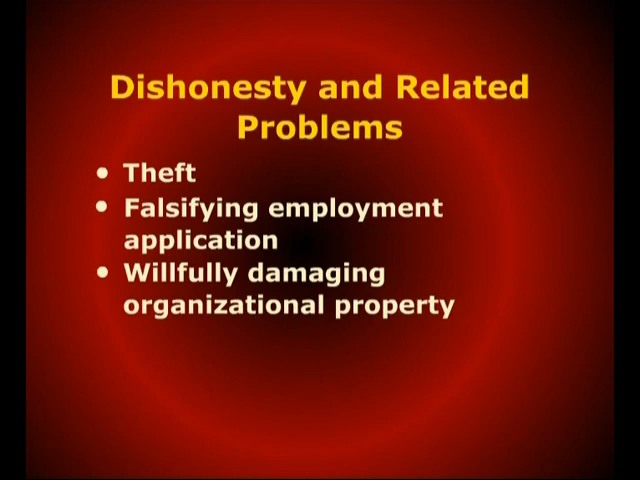 Dishonesty and Related
Problems
• Theft
• Falsifying employment
application
• Willfully damaging
organizational property